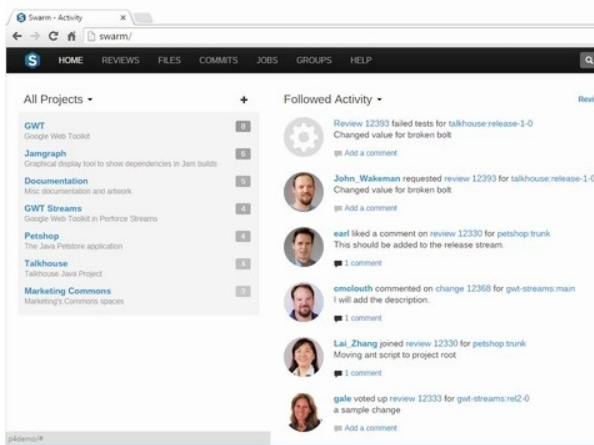 Swarm - Activity
swarm/
HOME REVIEWS FILES COMMITS JOBS GROUPS HELP
All Projects
GWT 8
Google Web Toolkit
Jamgraph 6
Graphical display tool to show dependencies in Jam builds
Documentation 5
Misc documentation and artwork
GWT Streams 4
Google Web Toolkit in Perforce Streams
Petshop 4
The Java Petstore application
Talkhouse 4
Talkhouse Java Project
Marketing Commons 3
Marketing's Commons spaces
Followed Activity
Review 12393 failed tests for talkhouse:release-1-0
Changed value for broken bolt
Add a comment
John_Wakeman requested review 12393 for talkhouse:release-1-0
Changed value for broken bolt
Add a comment
earl liked a comment on review 12330 for petshop:trunk
This should be added to the release stream.
1 comment
cmclouth commented on change 12368 for gwt-streams:main
I will add the description.
1 comment
Lai_Zhang joined review 12330 for petshop:trunk
Moving ant script to project root
1 comment
gale voted up review 12333 for gwt-streams:rel2-0
a sample change
Add a comment
p4demo/#